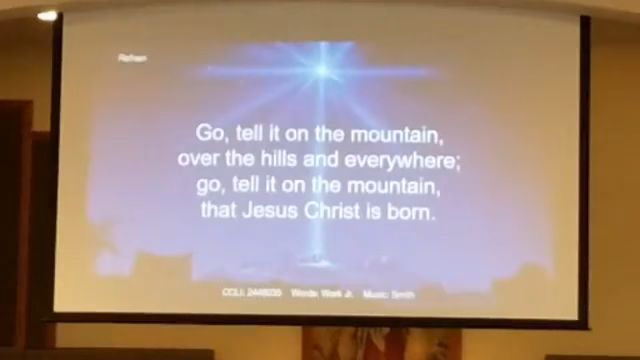 Refrain
Go, tell it on the mountain,
over the hills and everywhere;
go, tell it on the mountain,
that Jesus Christ is born.
Words: Work Jr. Music: Smith